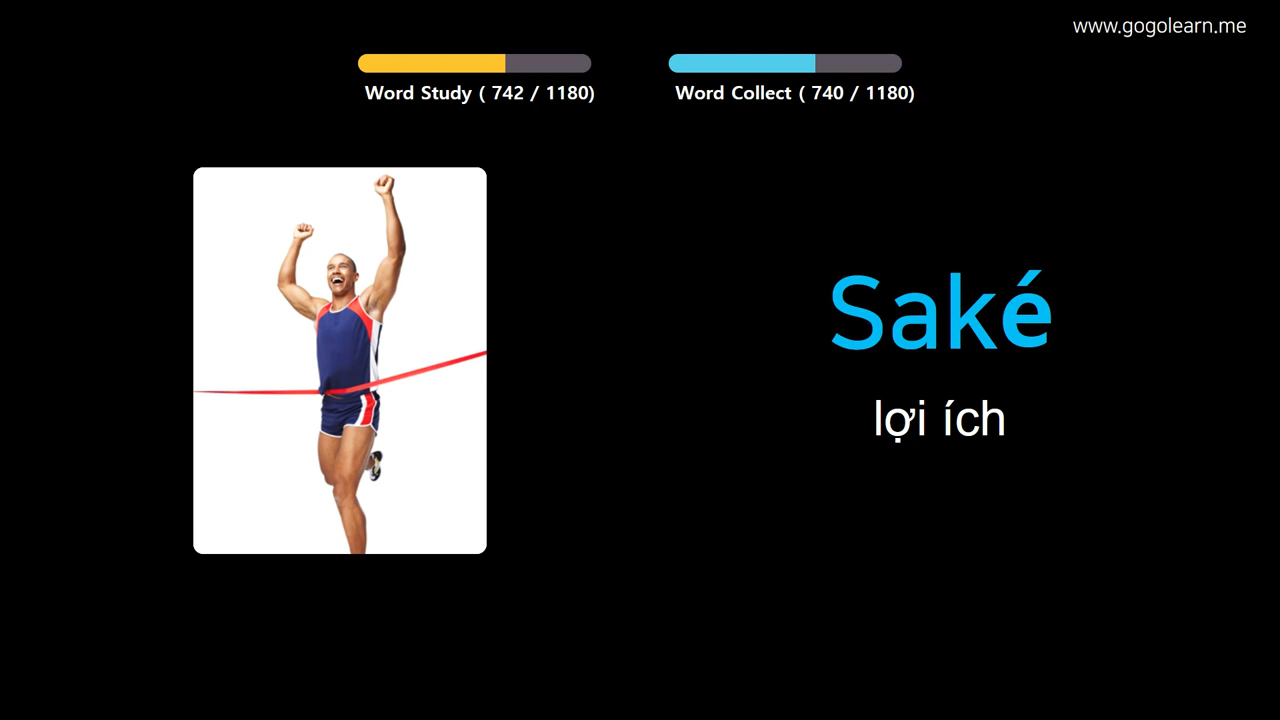 www.gogolearn.me
Word Study ( 742 / 1180)
Word Collect ( 740 / 1180)
Saké
lợi ích